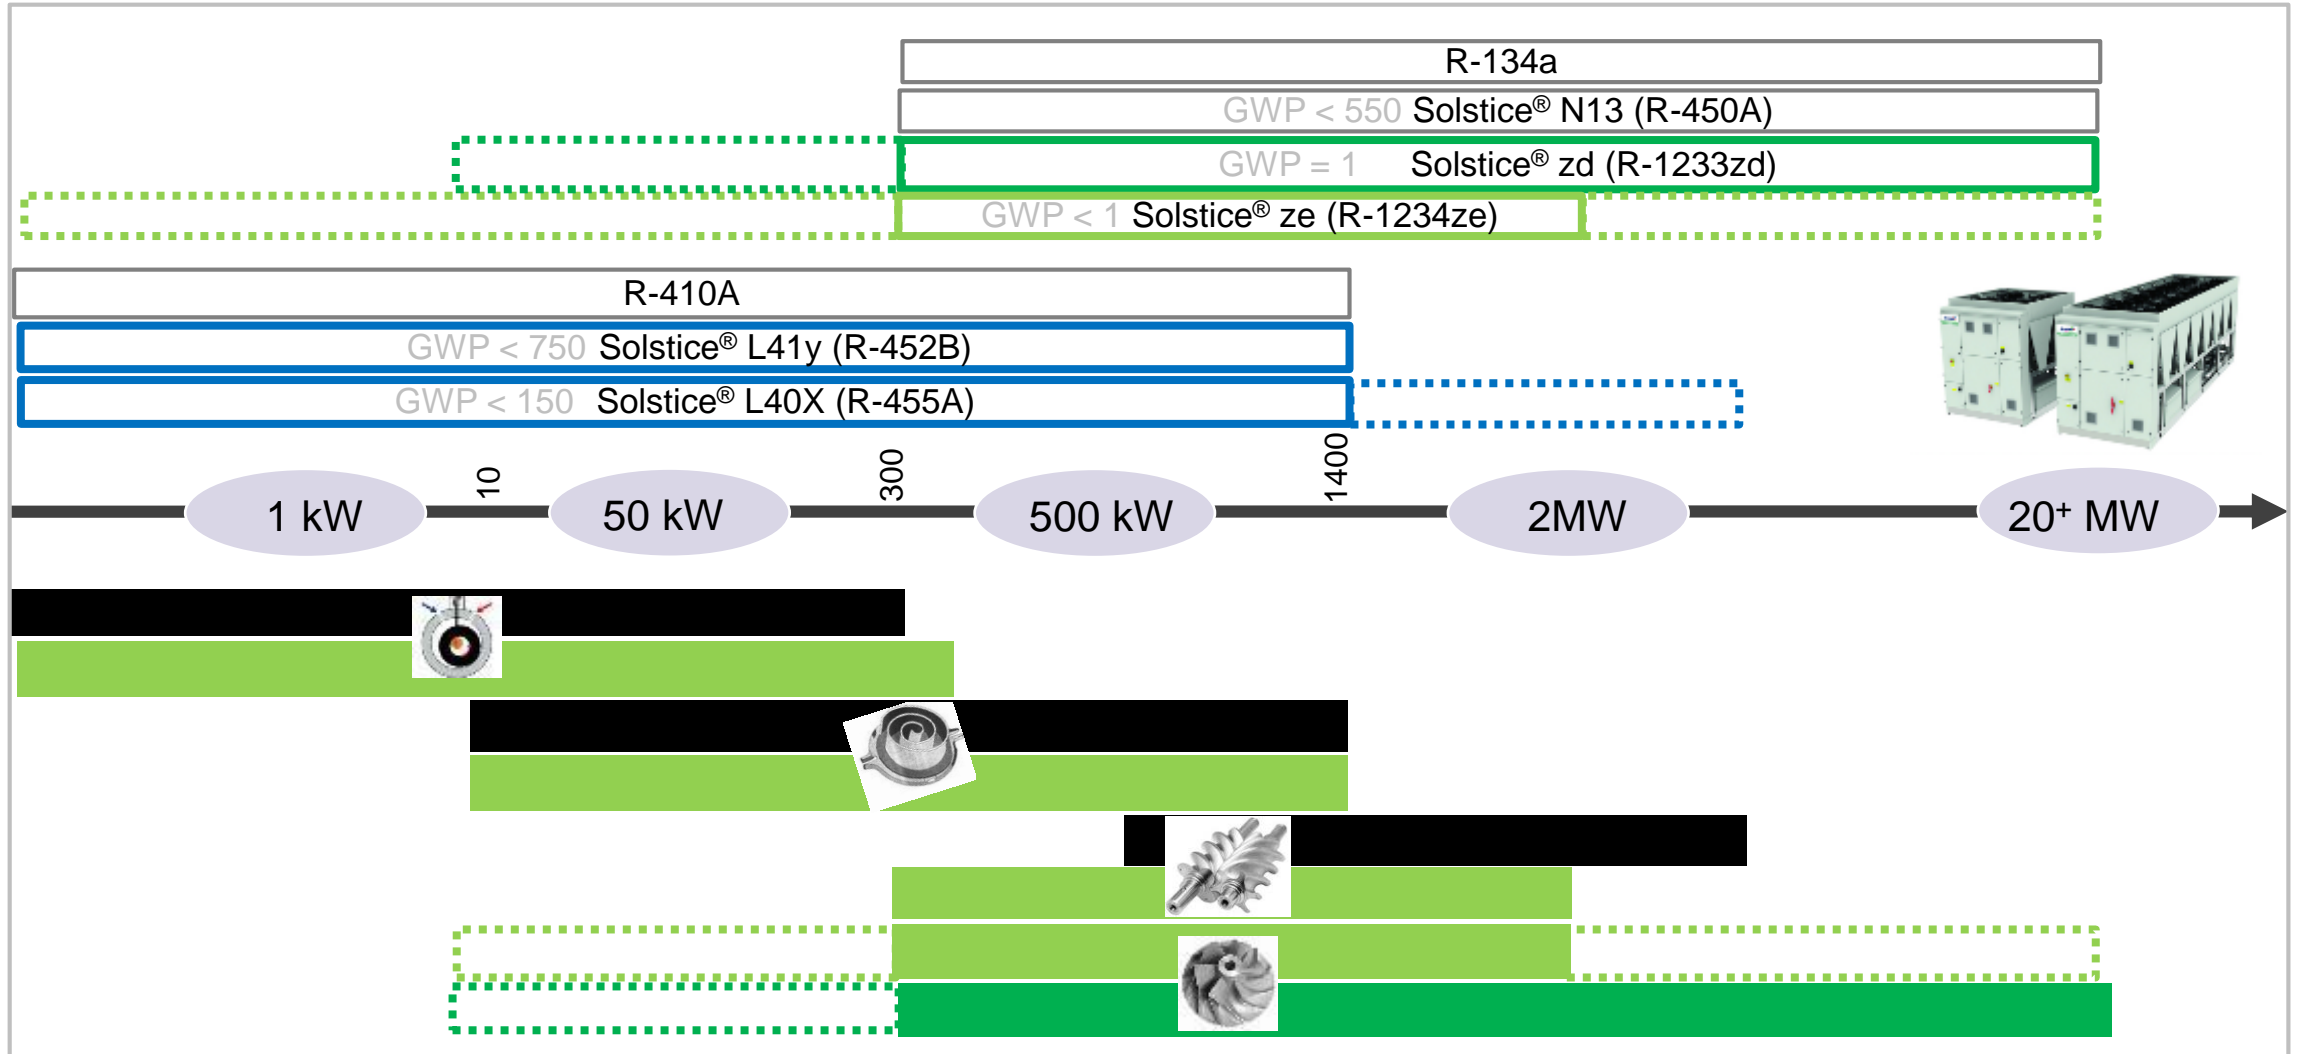 R-134a
GWP < 550 Solstice® N13 (R-450A)
GWP = 1 Solstice® zd (R-1233zd)
GWP < 1 Solstice® ze (R-1234ze)
R-410A
GWP < 750 Solstice® L41y (R-452B)
GWP < 150 Solstice® L40X (R-455A)
10
300
1400
1 kW
50 kW
500 kW
2MW
20⁺ MW